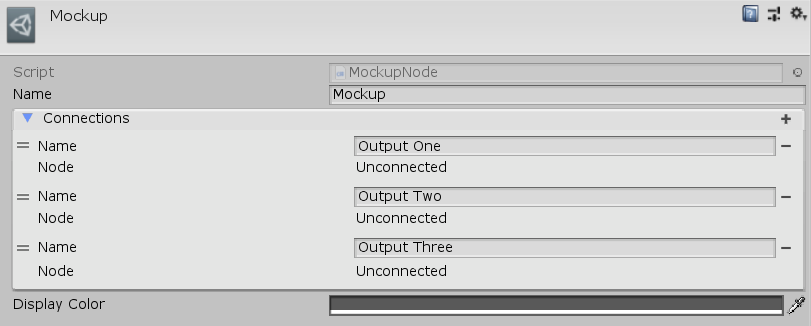 Mockup
Script MockupNode
Name Mockup
Connections
Name Output One
Node Unconnected
Name Output Two
Node Unconnected
Name Output Three
Node Unconnected
Display Color